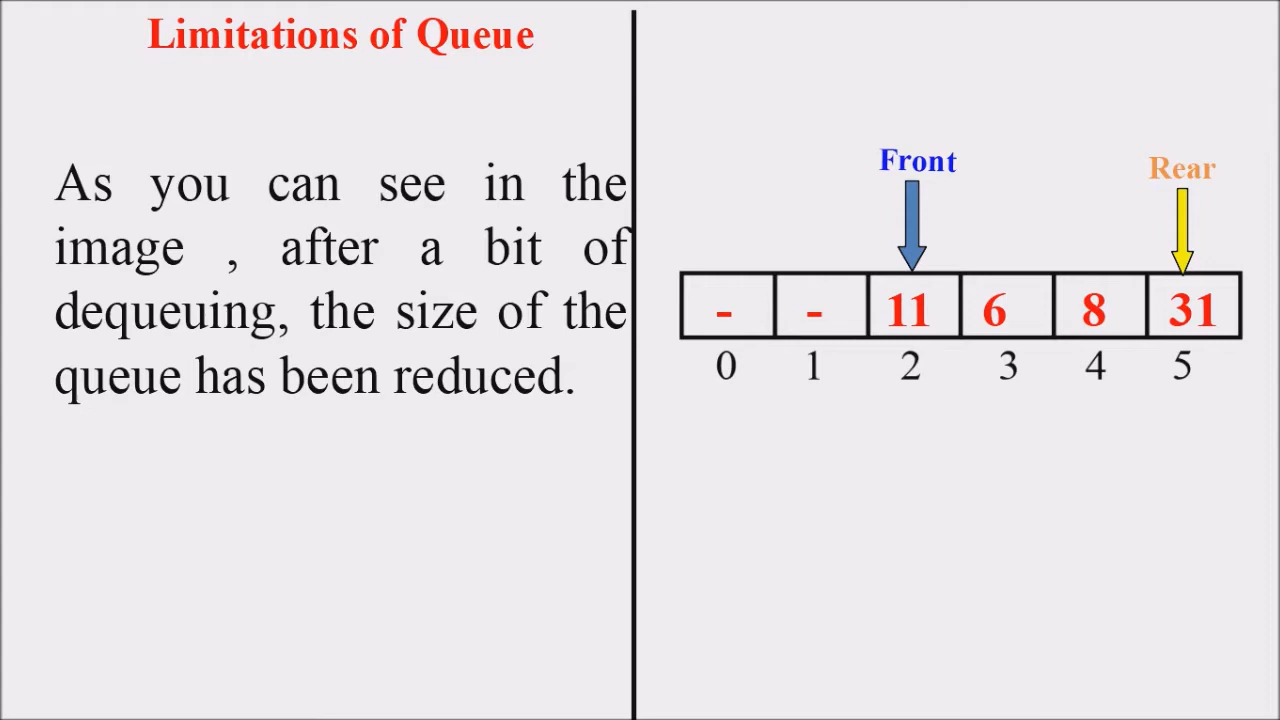 Limitations of Queue
As you can see in the
image , after a bit of
dequeuing, the size of the
queue has been reduced.
Front
Rear
- - 11 6 8 31
0 1 2 3 4 5